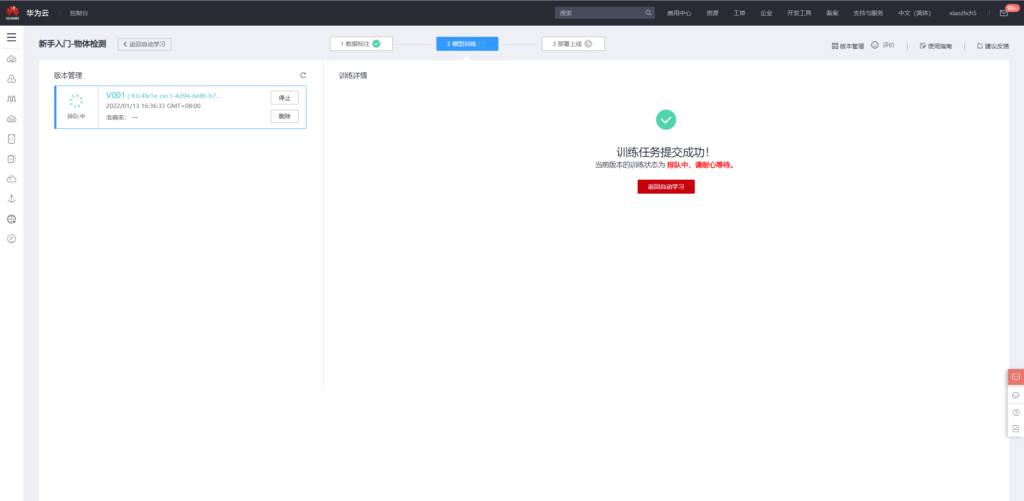 HUAWEI
华为云
控制台
搜索
费用中心
资源
工单
企业
开发工具
备案
支持与服务
中文（简体）
xiaozhch5
99+
新手入门-物体检测
返回自动学习
1 数据标注
2 模型训练
3 部署上线
版本管理
评价
使用指南
建议反馈
版本管理
V001 ( 93c4fe1e-cec1-4d94-8e86-b7...
2022/01/13 16:36:33 GMT+08:00
准确率： --
排队中
停止
删除
训练详情
训练任务提交成功！
当前版本的训练状态为 排队中，请耐心等待。
返回自动学习